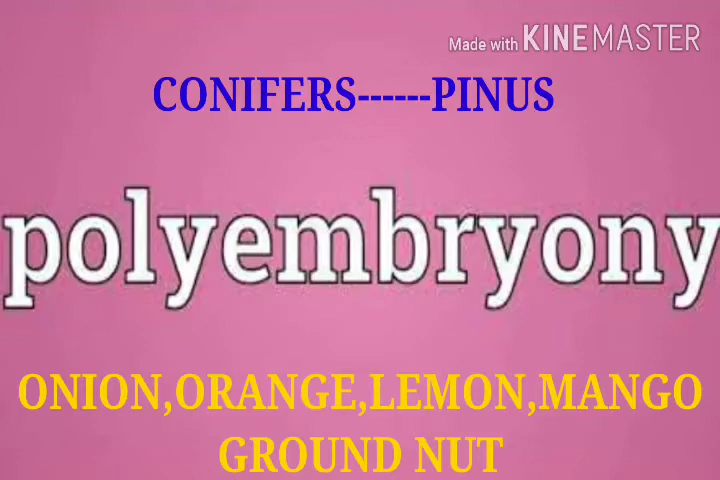 Made with KINEMASTER
CONIFERS------PINUS
polyembryony
ONION,ORANGE,LEMON,MANGO
GROUND NUT